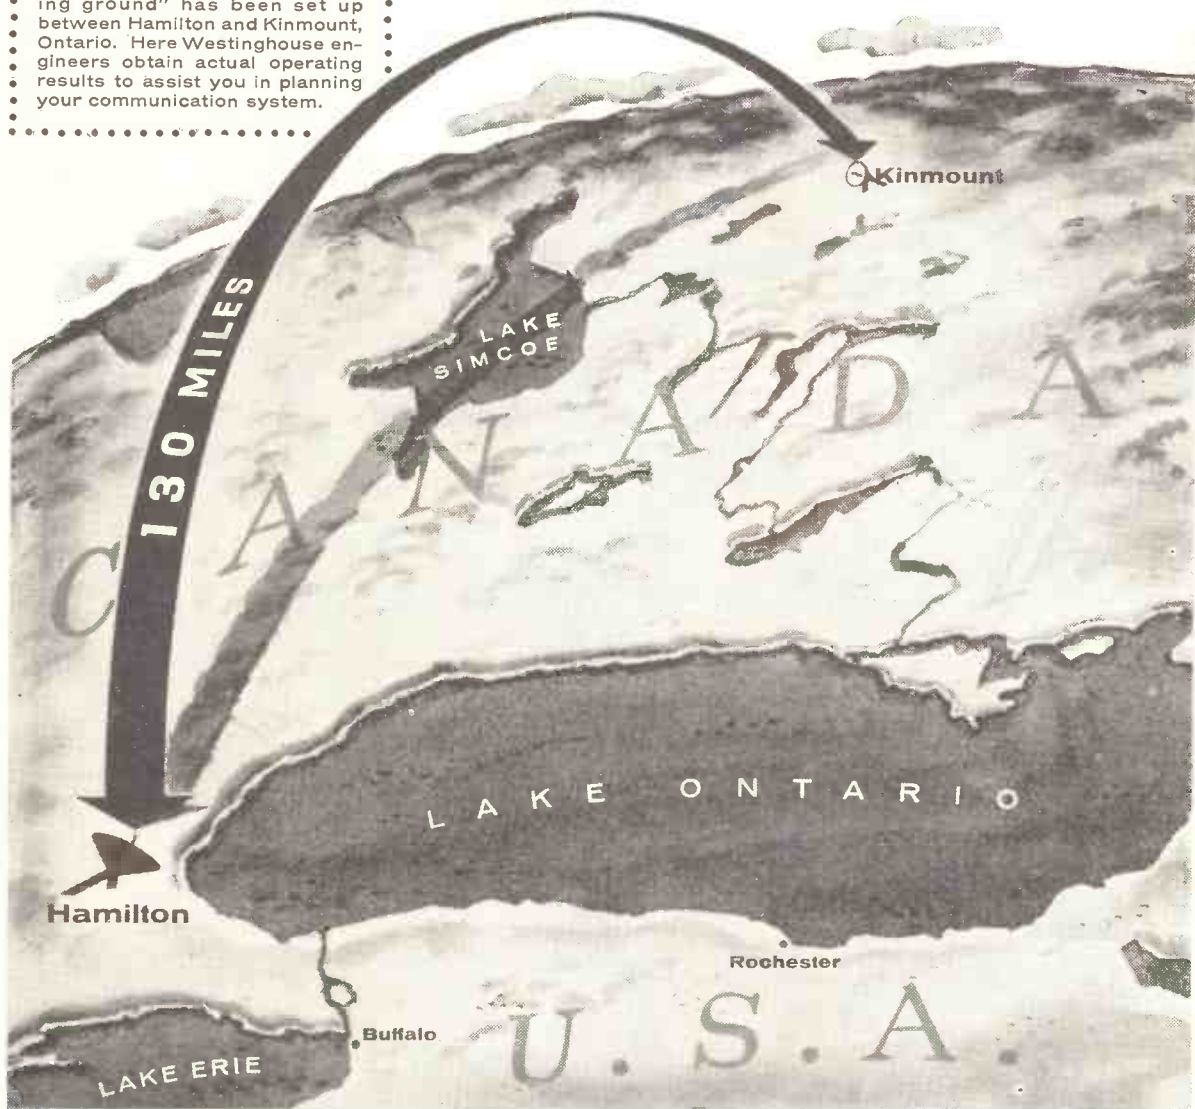 ing ground” has been set up
between Hamilton and Kinmount,
Ontario. Here Westinghouse en-
gineers obtain actual operating
results to assist you in planning
your communication system.
Kinmount
130 MILES
LAKE
SIMCOE
CANADA
LAKE ONTARIO
Hamilton
Rochester
Buffalo
U.S.A.
LAKE ERIE